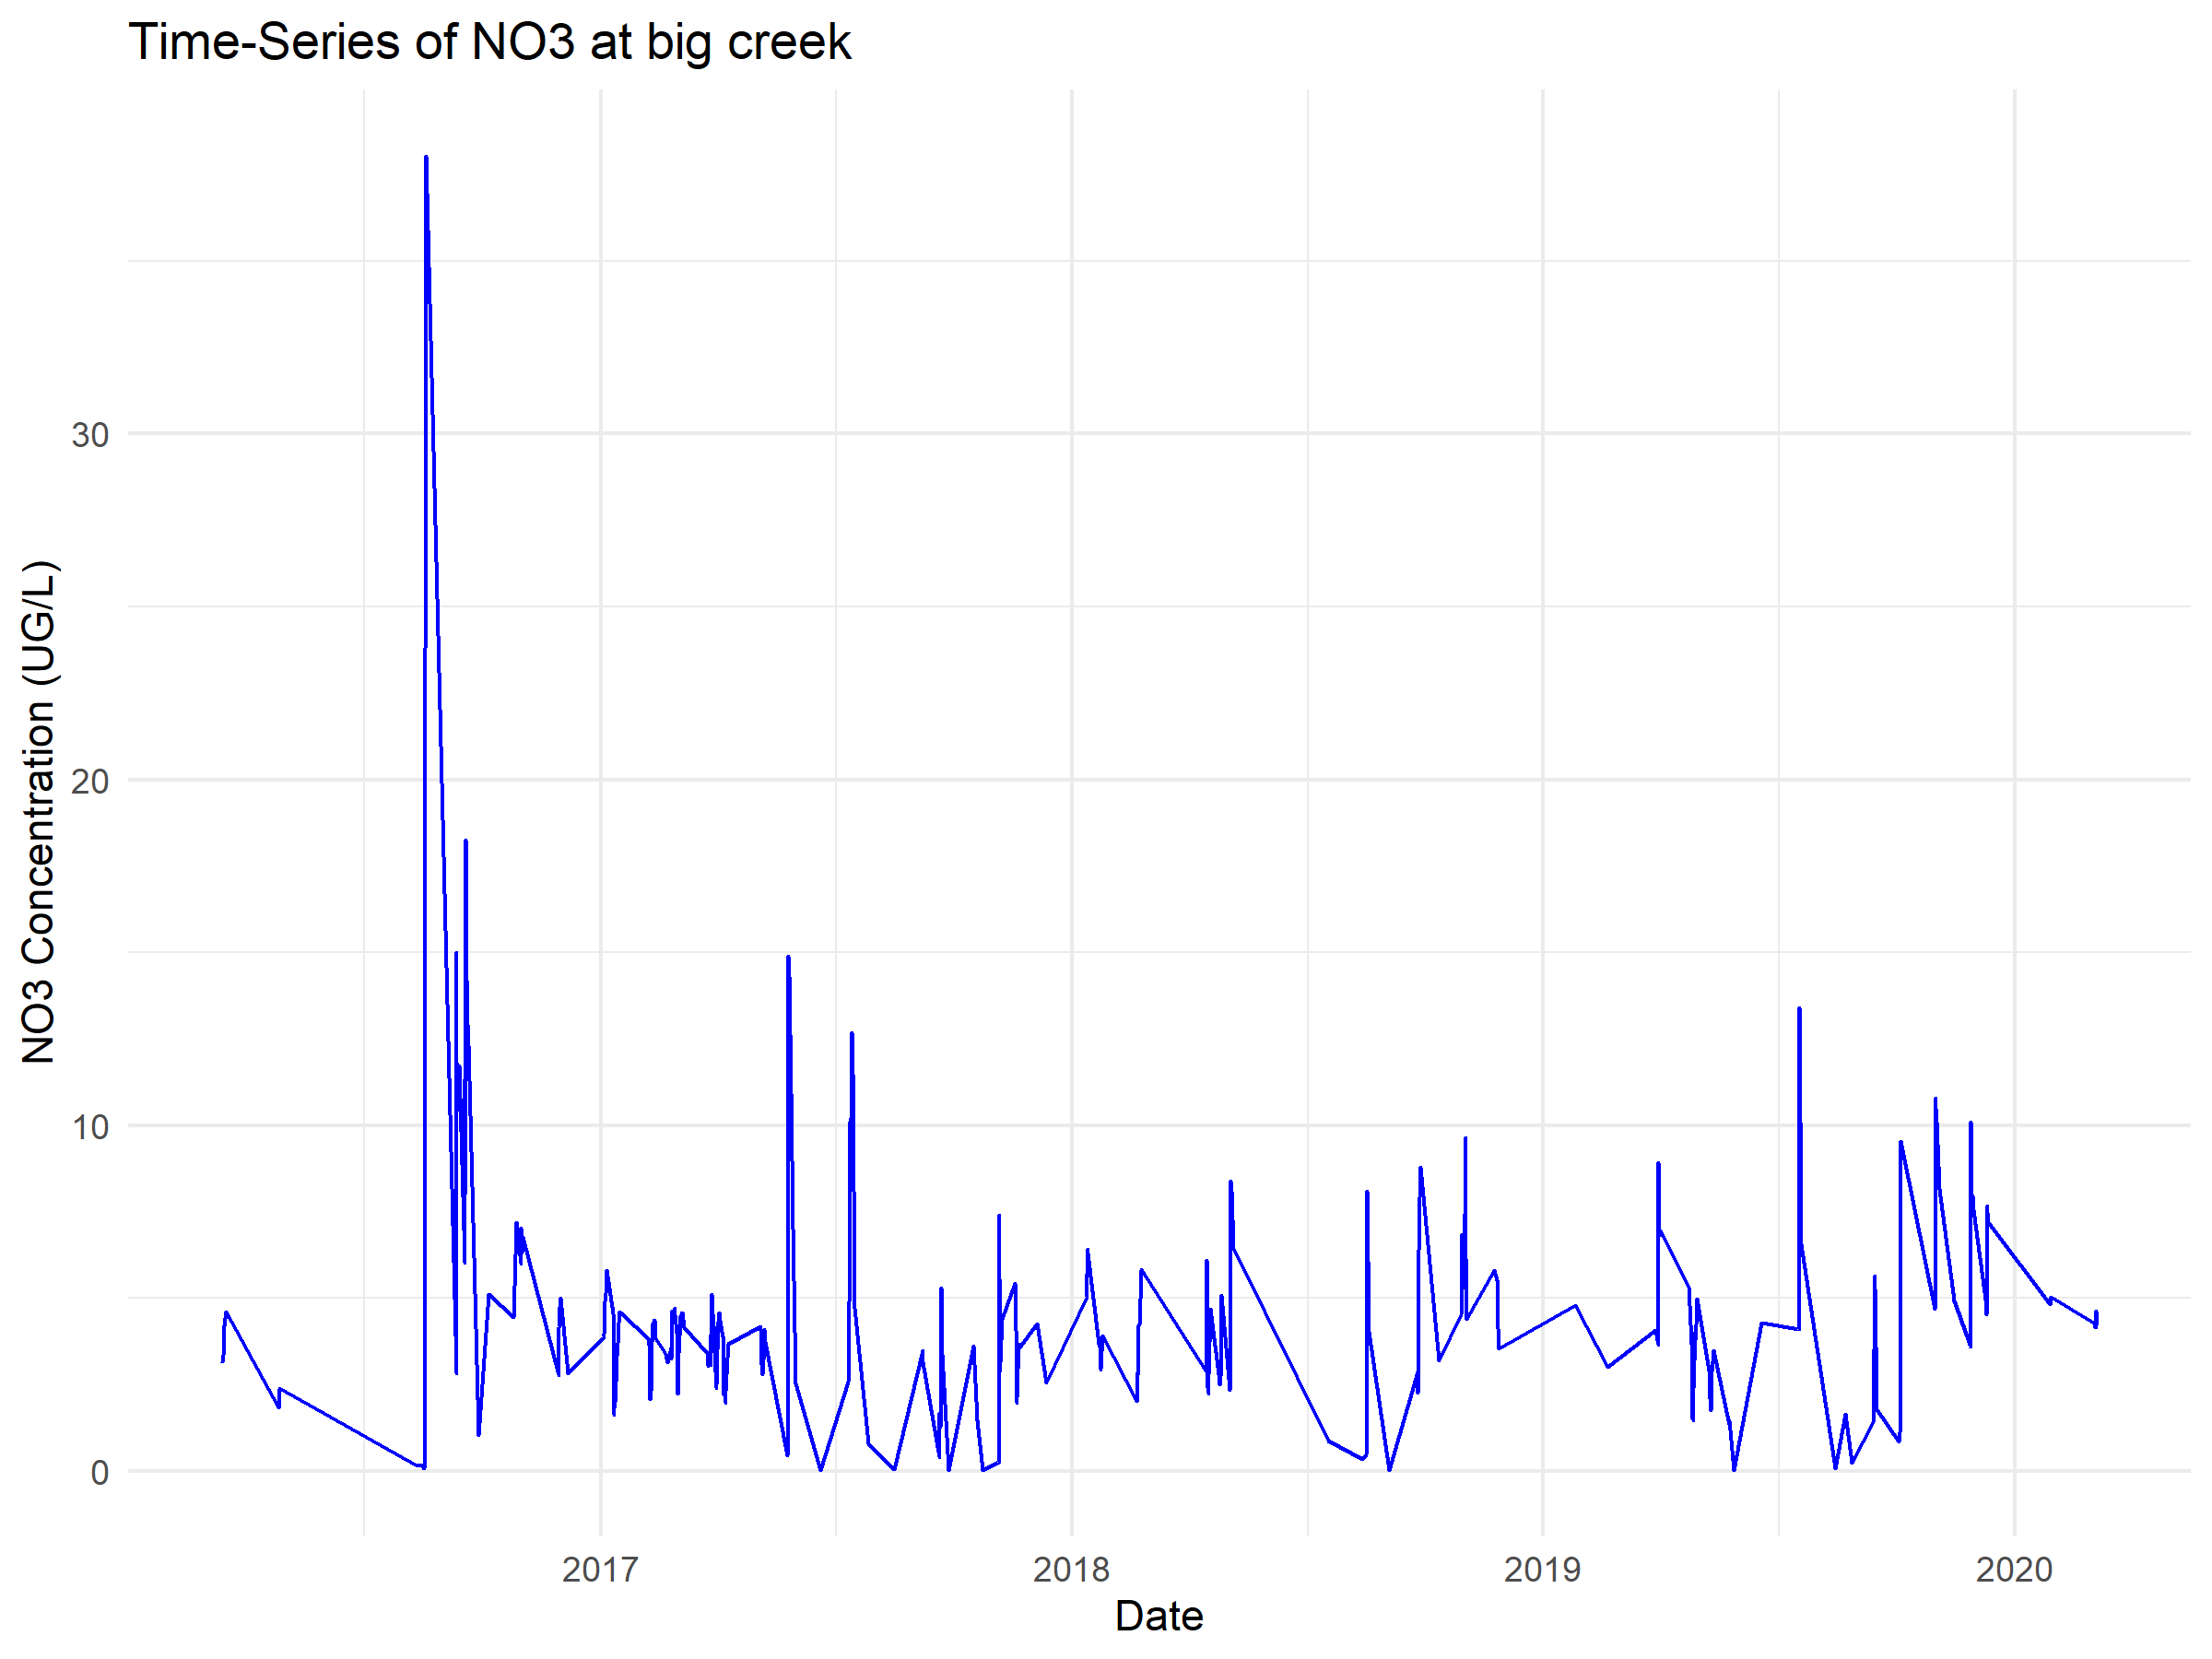 Time-Series of NO3 at big creek
NO3 Concentration (UG/L)
30
20
10
0
2017
2018
2019
2020
Date